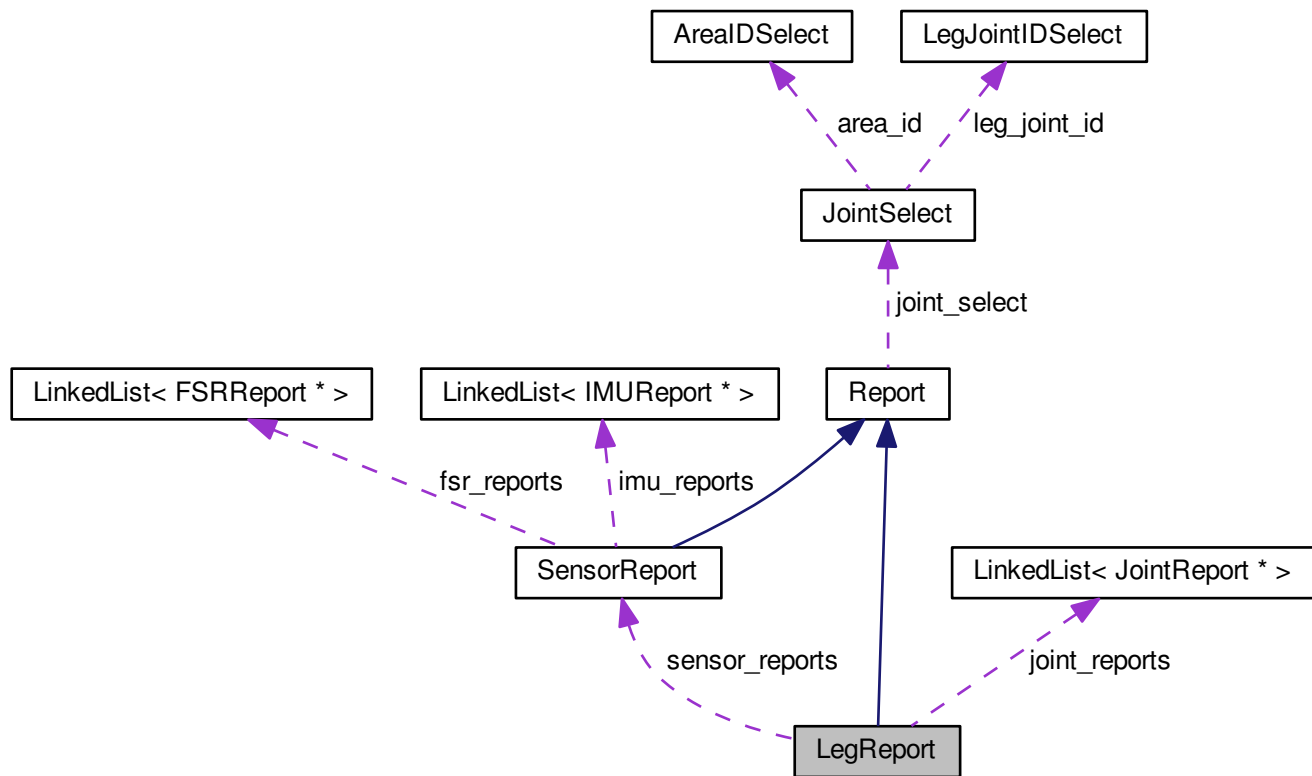 AreaIDSelect
LegJointIDSelect
area_id
leg_joint_id
JointSelect
joint_select
LinkedList< FSRReport * >
LinkedList< IMUReport * >
Report
fsr_reports
imu_reports
SensorReport
LinkedList< JointReport * >
sensor_reports
joint_reports
LegReport